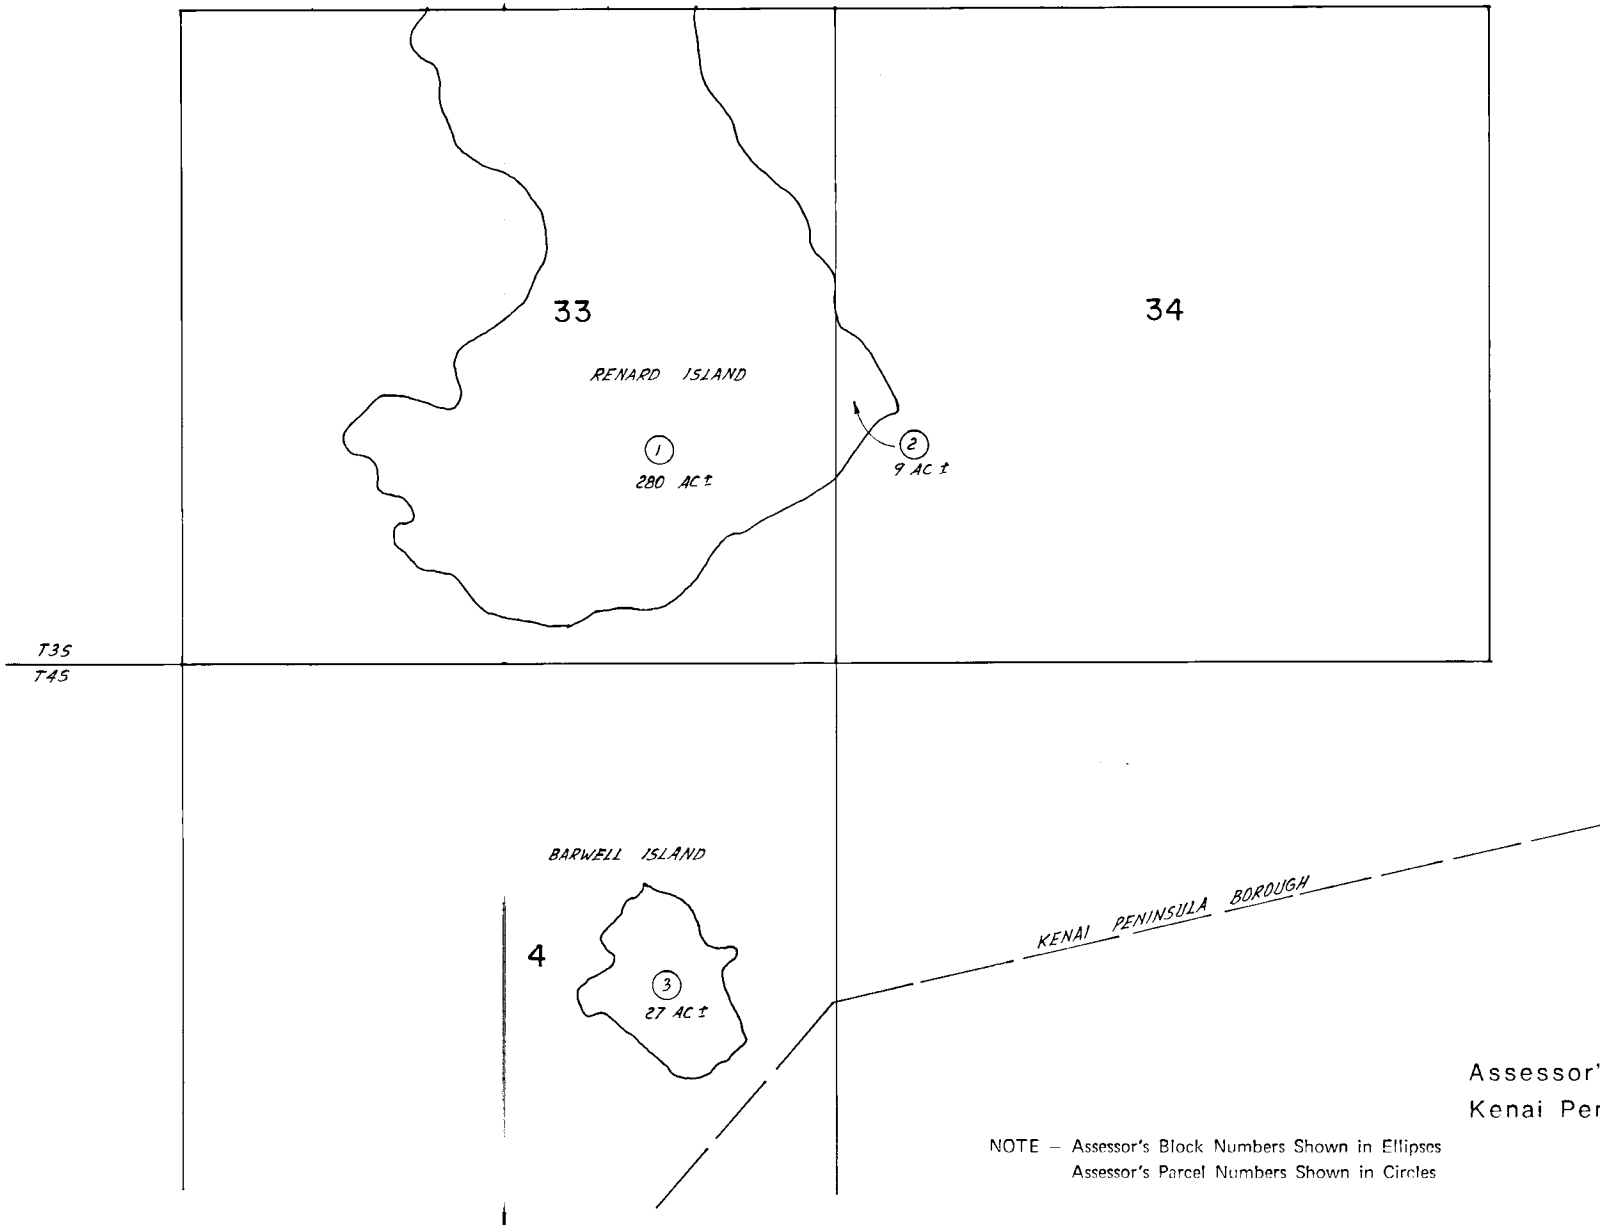 33
34
RENARD ISLAND
1
280 AC ±
2
9 AC ±
T3S
T4S
BARWELL ISLAND
4
3
27 AC ±
KENAI PENINSULA BOROUGH
Assessor'
Kenai Pen
NOTE – Assessor's Block Numbers Shown in Ellipses
Assessor's Parcel Numbers Shown in Circles